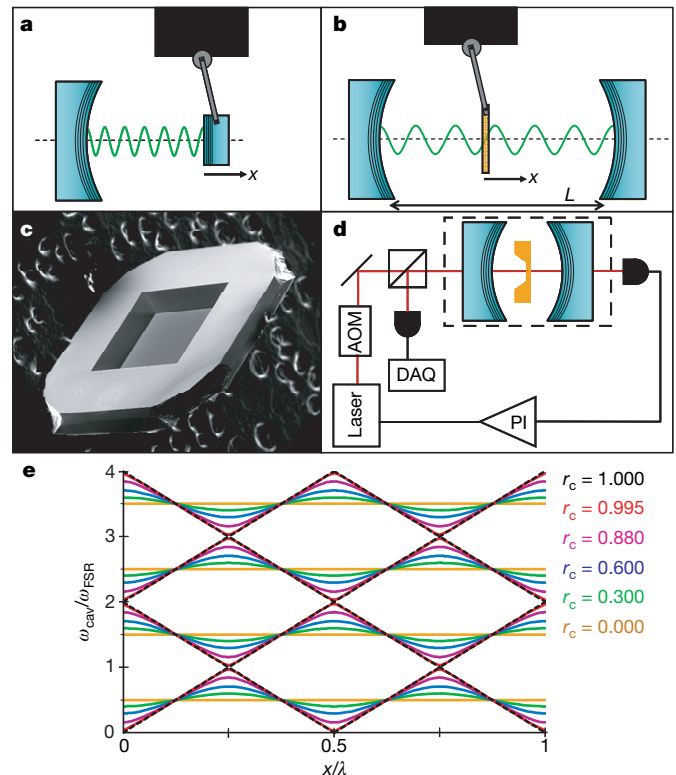 a
x
b
x
L
c
d
AOM
DAQ
Laser
PI
e
4
3
2
1
0
ω_cav/ω_FSR
0
0.5
1
x/λ
r_c = 1.000
r_c = 0.995
r_c = 0.880
r_c = 0.600
r_c = 0.300
r_c = 0.000